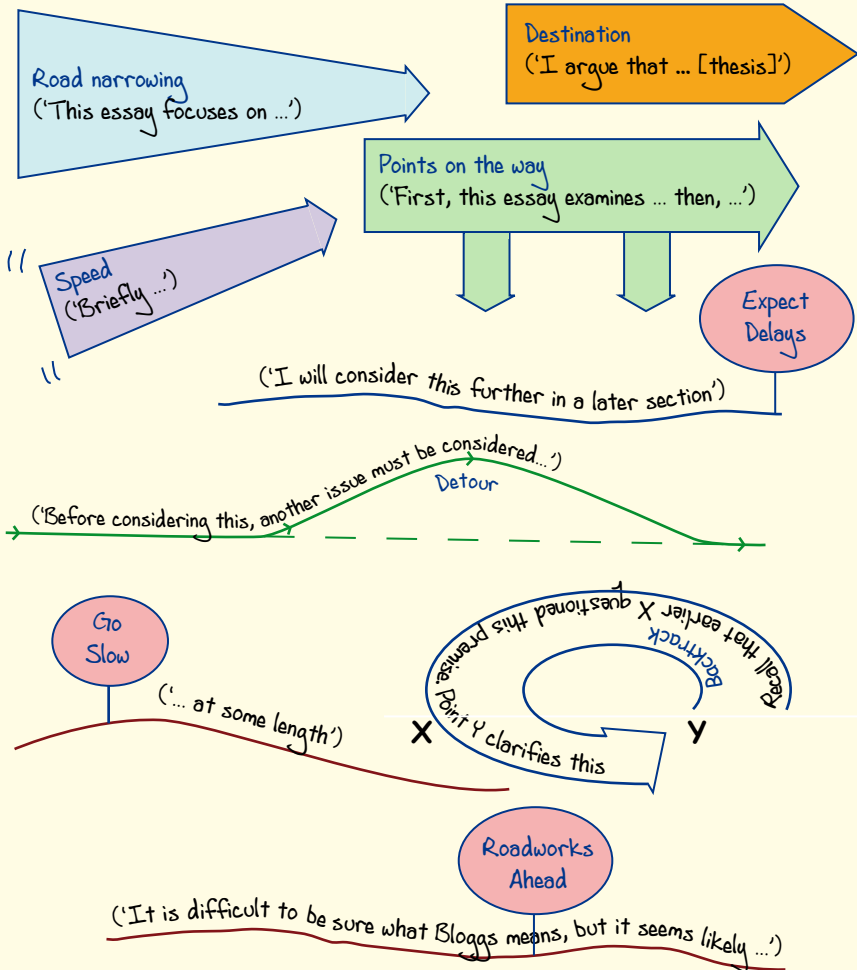 Road narrowing
('This essay focuses on ...')
Destination
('I argue that ... [thesis]')
Points on the way
('First, this essay examines ... then, ...')
Speed
('Briefly ...')
Expect
Delays
('I will consider this further in a later section')
('Before considering this, another issue must be considered...')
Detour
Go
Slow
('... at some length')
Recall that earlier X questioned this premise Point Y clarifies this
Backtrack
X
Y
Roadworks
Ahead
('It is difficult to be sure what Bloggs means, but it seems likely ...')